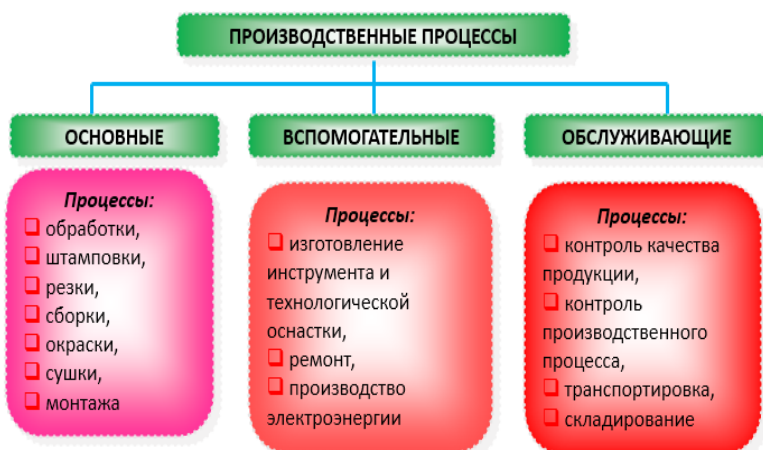 ПРОИЗВОДСТВЕННЫЕ ПРОЦЕССЫ
ОСНОВНЫЕ
Процессы:
обработки,
штамповки,
резки,
сборки,
окраски,
сушки,
монтажа
ВСПОМОГАТЕЛЬНЫЕ
Процессы:
изготовление
инструмента и
технологической
оснастки,
ремонт,
производство
электроэнергии
ОБСЛУЖИВАЮЩИЕ
Процессы:
контроль качества
продукции,
контроль
производственного
процесса,
транспортировка,
складирование